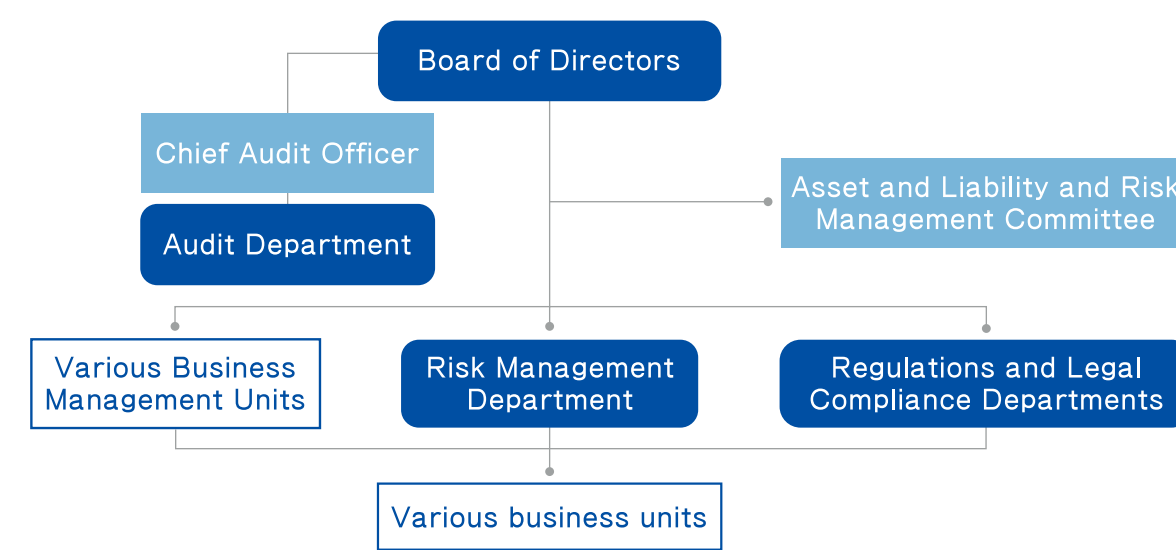 Board of Directors
Chief Audit Officer
Asset and Liability and Risk
Management Committee
Audit Department
Various Business
Management Units
Risk Management
Department
Regulations and Legal
Compliance Departments
Various business units